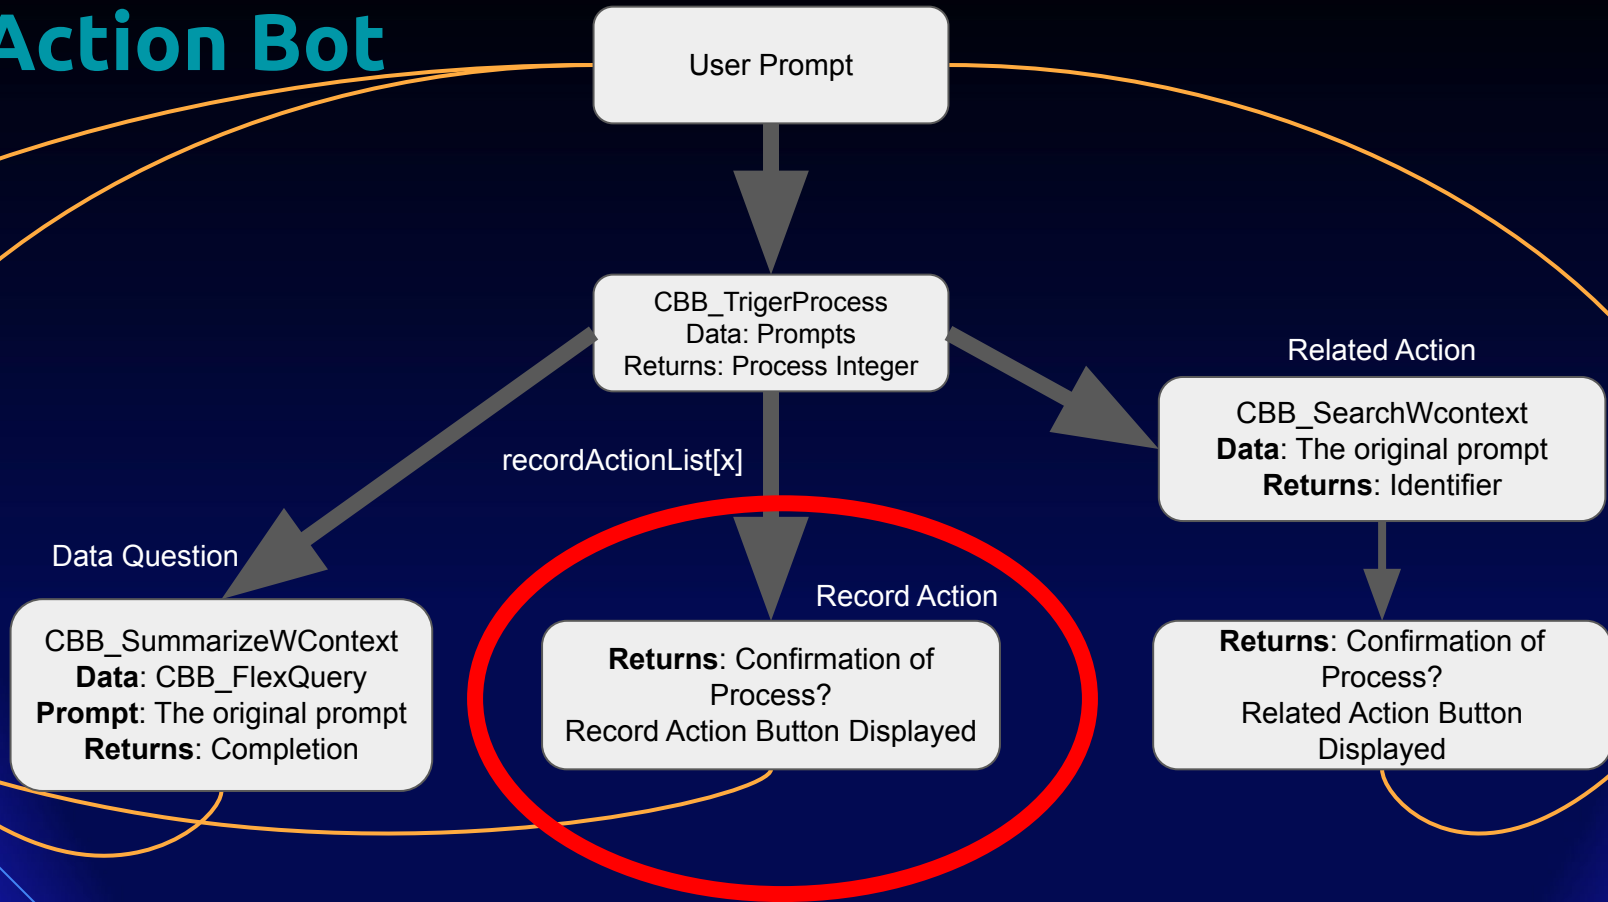 Action Bot
User Prompt
CBB_TrigerProcess
Data: Prompts
Returns: Process Integer
Related Action
CBB_SearchWcontext
Data: The original prompt
Returns: Identifier
recordActionList[x]
Data Question
CBB_SummarizeWContext
Data: CBB_FlexQuery
Prompt: The original prompt
Returns: Completion
Record Action
Returns: Confirmation of
Process?
Record Action Button Displayed
Returns: Confirmation of
Process?
Related Action Button
Displayed